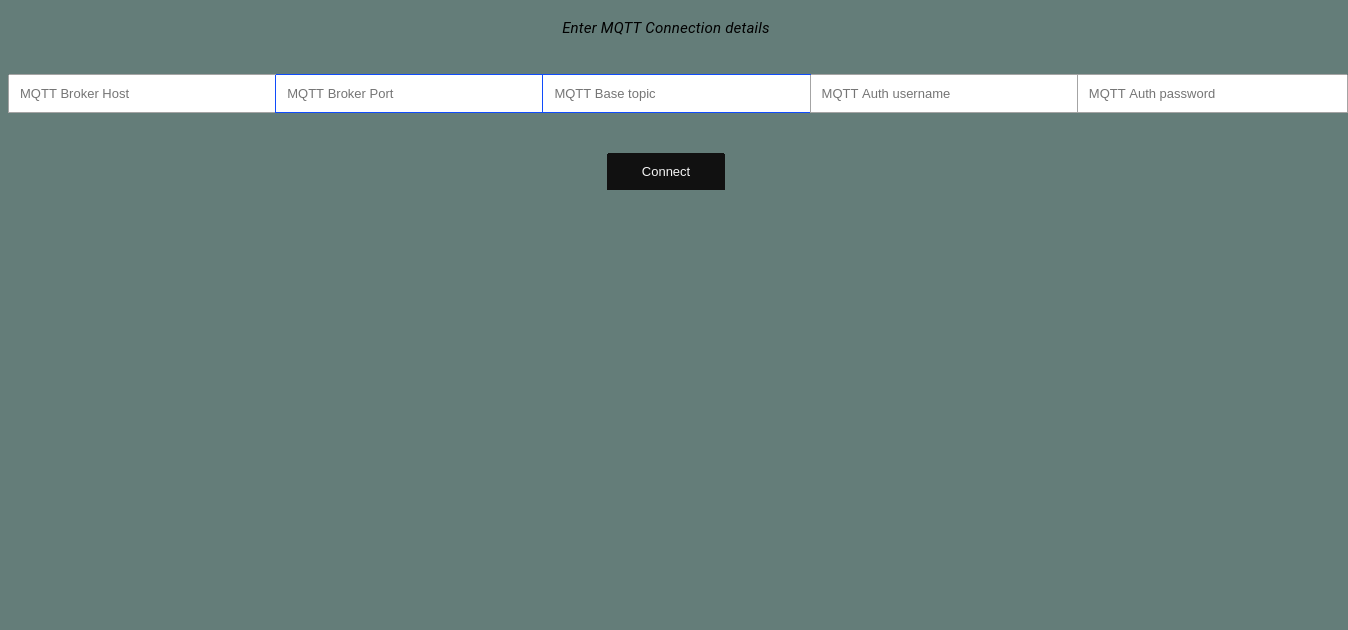 Enter MQTT Connection details
MQTT Broker Host MQTT Broker Port MQTT Base topic MQTT Auth username MQTT Auth password
Connect